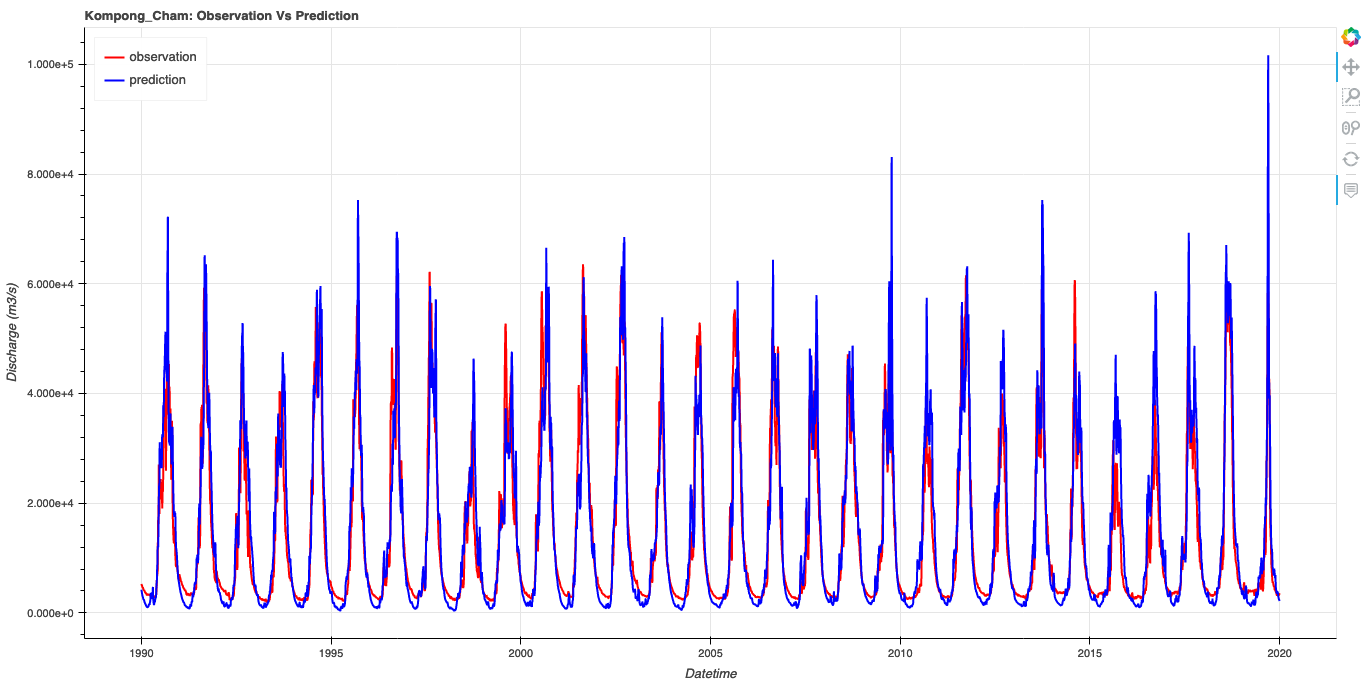 Kompong_Cham: Observation Vs Prediction
observation
prediction
Discharge (m3/s)
1.000e+5
8.000e+4
6.000e+4
4.000e+4
2.000e+4
0.000e+0
1990
1995
2000
2005
2010
2015
2020
Datetime